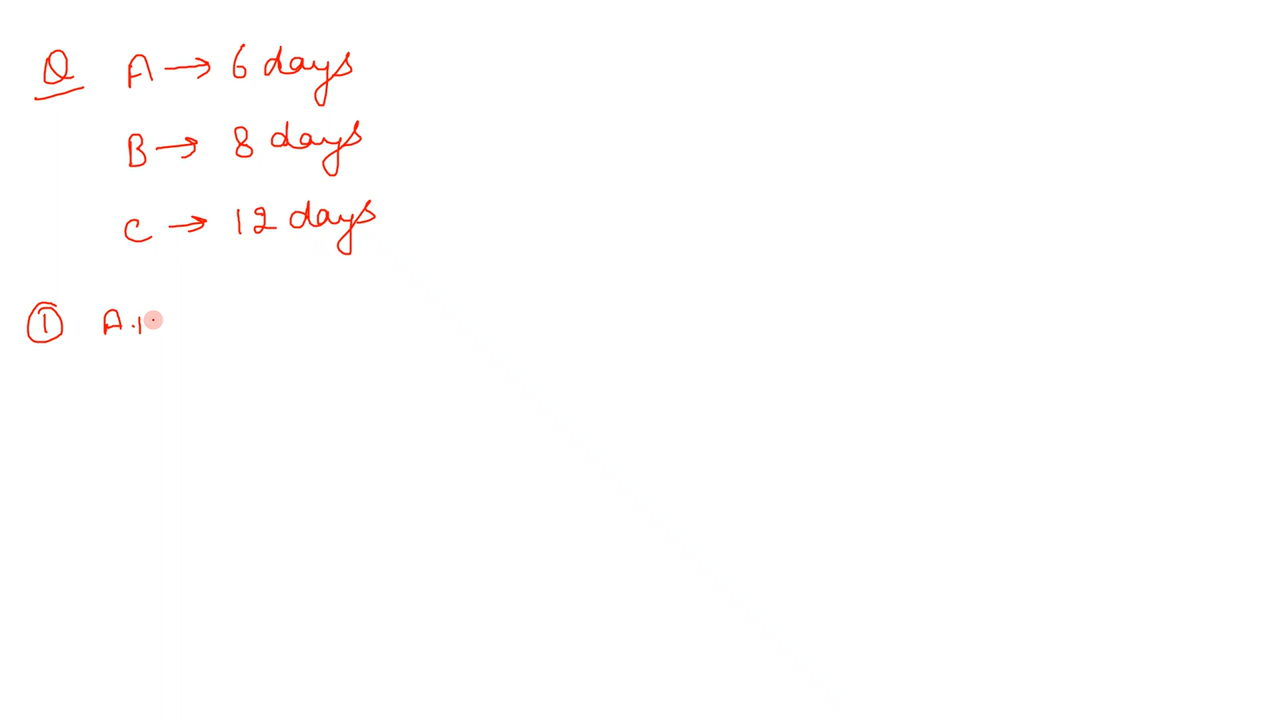 Q A → 6 days
B → 8 days
C → 12 days
① A.